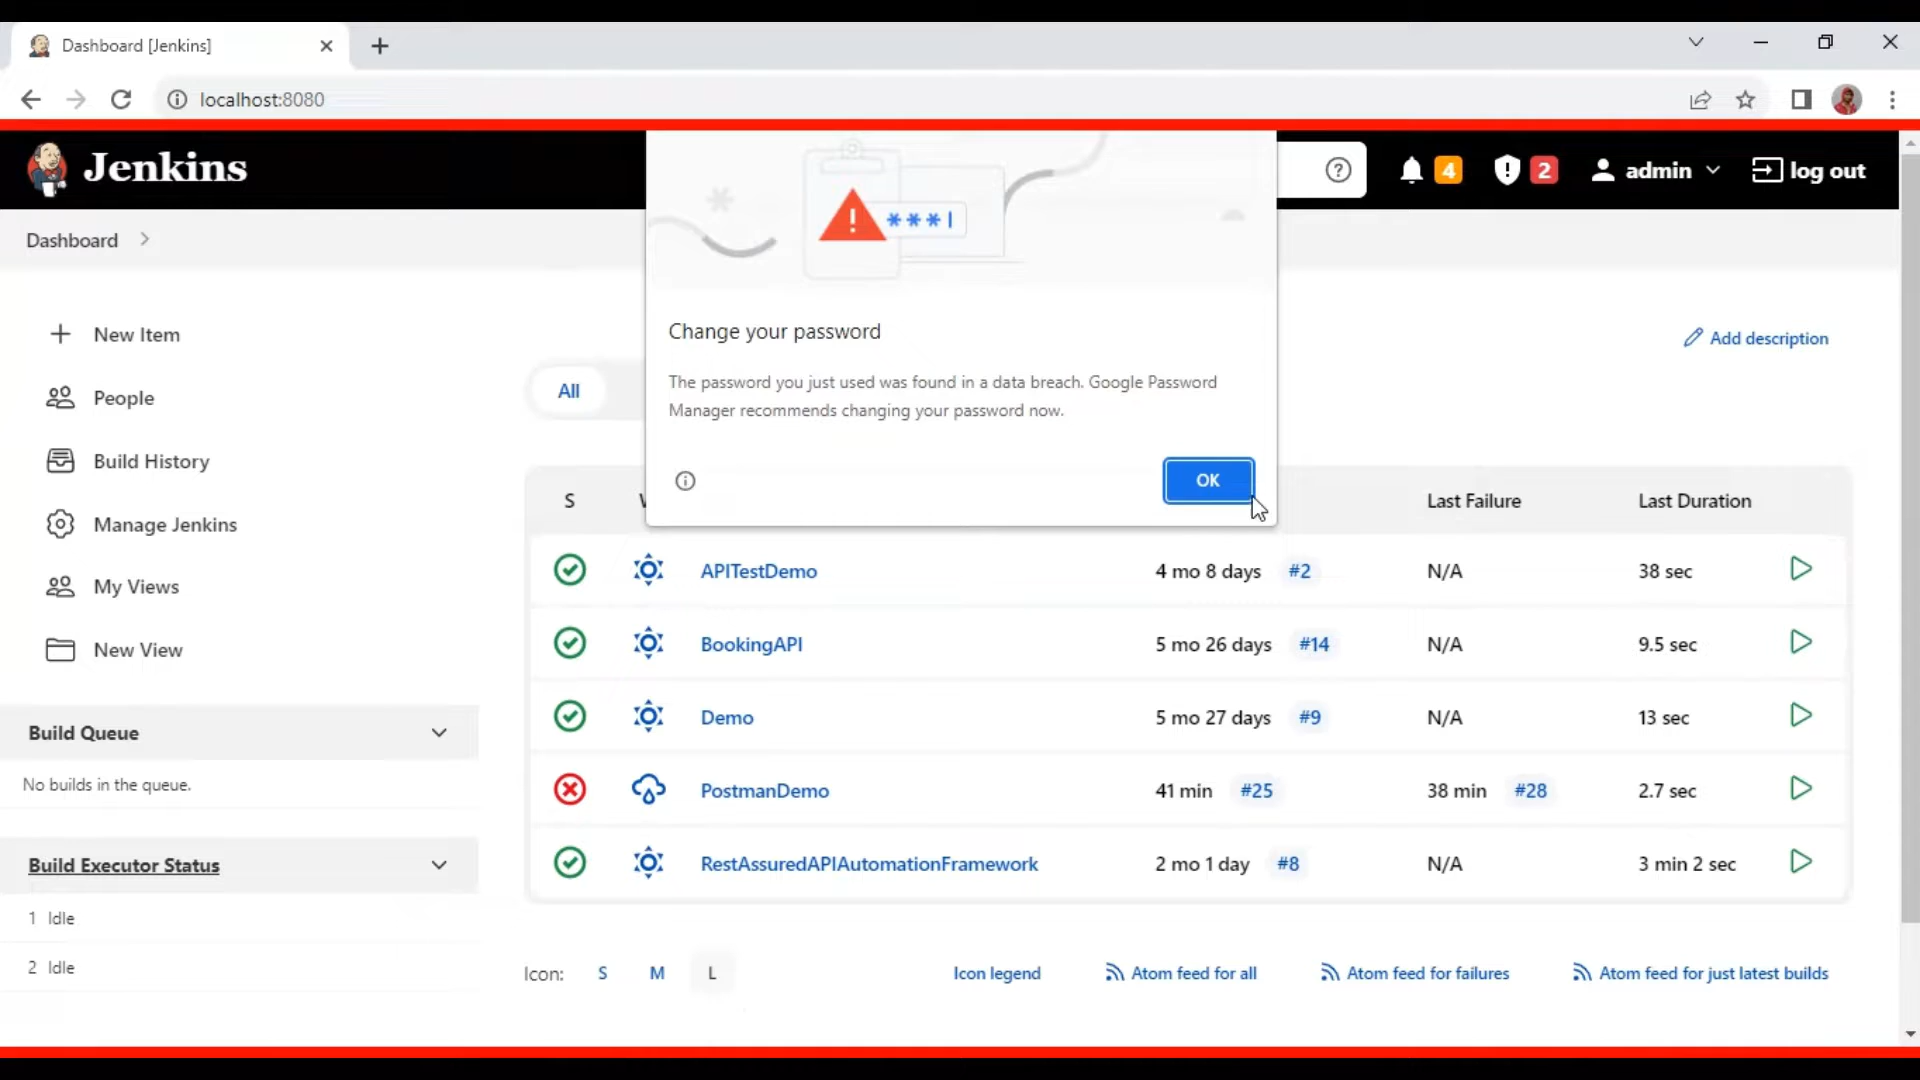 Dashboard [Jenkins]
localhost:8080
Jenkins
4
2
admin
log out
Dashboard
***|
Change your password
The password you just used was found in a data breach. Google Password
Manager recommends changing your password now.
OK
New Item
People
Build History
Manage Jenkins
My Views
New View
Add description
All
S Last Failure Last Duration
APITestDemo 4 mo 8 days #2 N/A 38 sec
BookingAPI 5 mo 26 days #14 N/A 9.5 sec
Demo 5 mo 27 days #9 N/A 13 sec
PostmanDemo 41 min #25 38 min #28 2.7 sec
RestAssuredAPIAutomationFramework 2 mo 1 day #8 N/A 3 min 2 sec
Build Queue
No builds in the queue.
Build Executor Status
1 Idle
2 Idle
Icon: S M L Icon legend Atom feed for all Atom feed for failures Atom feed for just latest builds